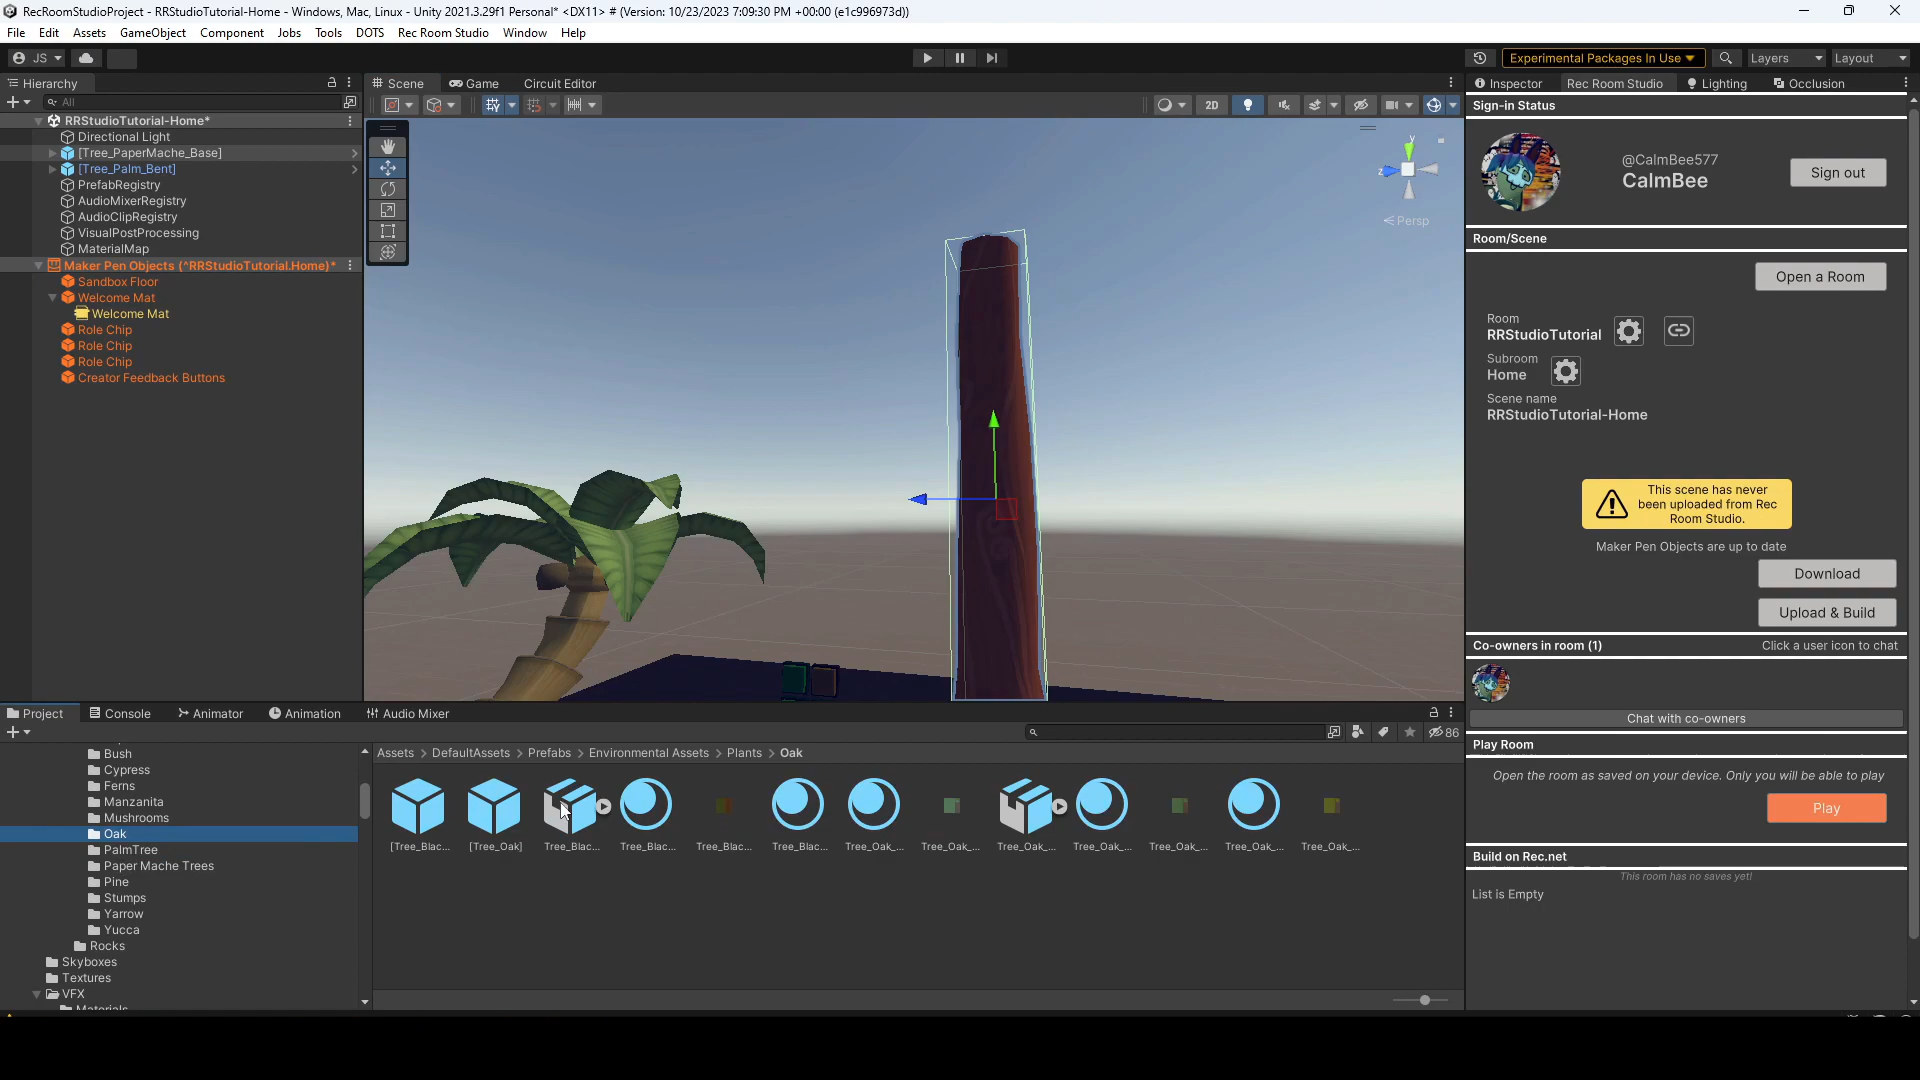 RecRoomStudioProject - RRStudioTutorial-Home - Windows, Mac, Linux - Unity 2021.3.29f1 Personal* <DX11> # (Version: 10/23/2023 7:09:30 PM +00:00 (e1c996973d))
File Edit Assets GameObject Component Jobs Tools DOTS Rec Room Studio Window Help
JS Experimental Packages In Use Layers Layout
Hierarchy
All
RRStudioTutorial-Home*
Directional Light
[Tree_PaperMache_Base]
[Tree_Palm_Bent]
PrefabRegistry
AudioMixerRegistry
AudioClipRegistry
VisualPostProcessing
MaterialMap
Maker Pen Objects (^RRStudioTutorial.Home)*
Sandbox Floor
Welcome Mat
Welcome Mat
Role Chip
Role Chip
Role Chip
Creator Feedback Buttons
Scene Game Circuit Editor
2D
y
z
Persp
Inspector Rec Room Studio Lighting Occlusion
Sign-in Status
@CalmBee577
CalmBee
Sign out
Room/Scene
Open a Room
Room
RRStudioTutorial
Subroom
Home
Scene name
RRStudioTutorial-Home
This scene has never
been uploaded from Rec
Room Studio.
Maker Pen Objects are up to date
Download
Upload & Build
Co-owners in room (1) Click a user icon to chat
Chat with co-owners
Play Room
Open the room as saved on your device. Only you will be able to play
Play
Build on Rec.net
This room has no saves yet!
List is Empty
Project Console Animator Animation Audio Mixer
86
Bush
Cypress
Ferns
Manzanita
Mushrooms
Oak
PalmTree
Paper Mache Trees
Pine
Stumps
Yarrow
Yucca
Rocks
Skyboxes
Textures
VFX
Materials
Assets > DefaultAssets > Prefabs > Environmental Assets > Plants > Oak
[Tree_Blac... [Tree_Oak] Tree_Blac... Tree_Blac... Tree_Blac... Tree_Blac... Tree_Oak_... Tree_Oak_... Tree_Oak_... Tree_Oak_... Tree_Oak_... Tree_Oak_... Tree_Oak_...